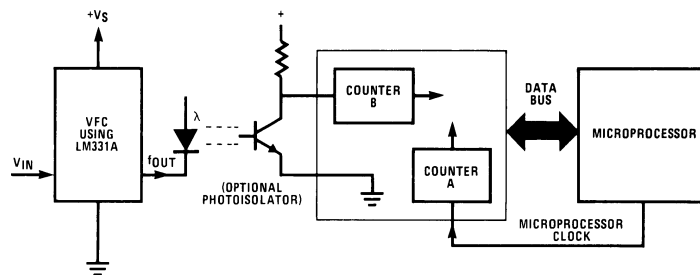 +VS
VFC
USING
LM331A
VIN
fOUT
λ
+
(OPTIONAL
PHOTOISOLATOR)
COUNTER
B
COUNTER
A
DATA
BUS
MICROPROCESSOR
MICROPROCESSOR
CLOCK